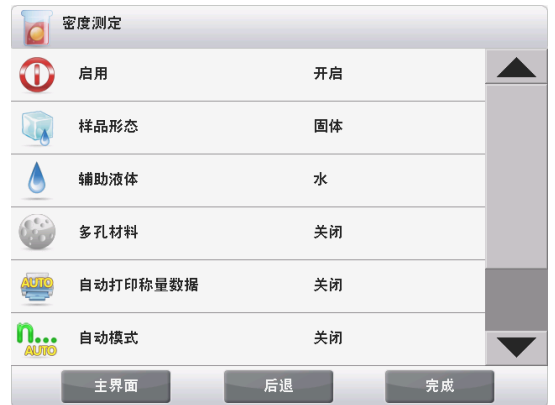 密度测定
启用 开启
样品形态 固体
辅助液体 水
多孔材料 关闭
AUTO 自动打印称量数据 关闭
n... AUTO 自动模式 关闭
主界面 后退 完成